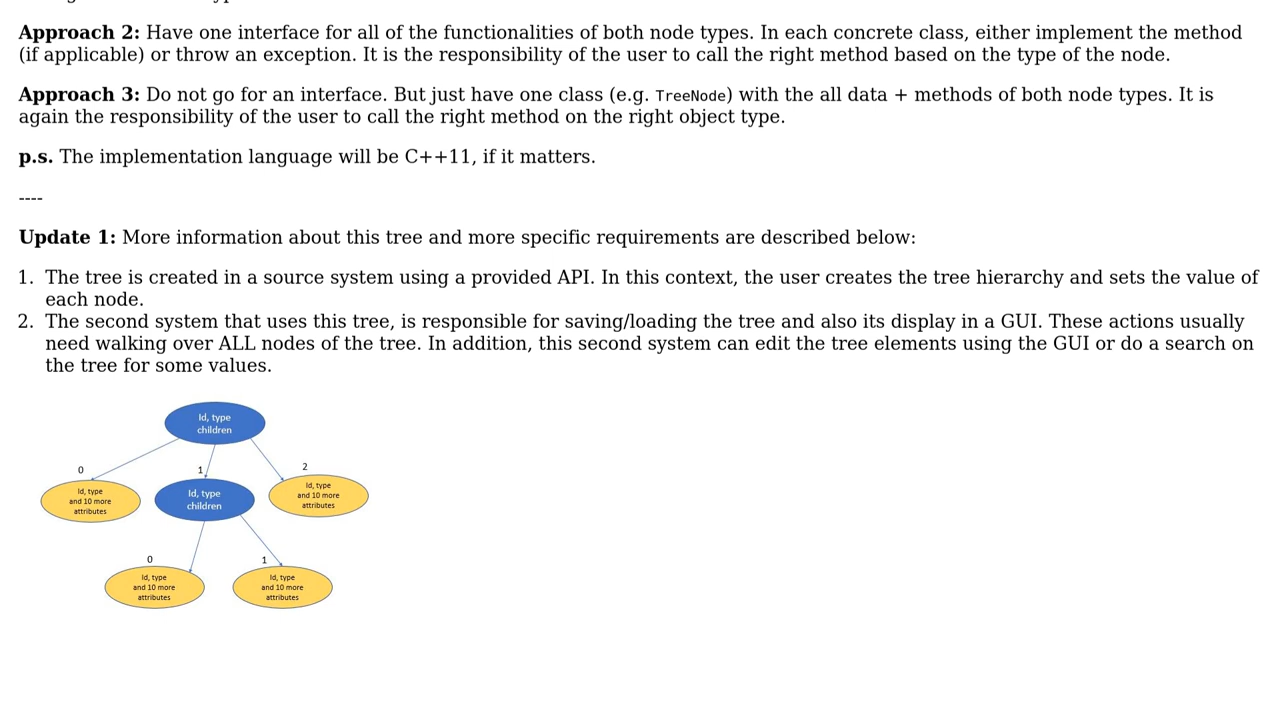 Approach 2: Have one interface for all of the functionalities of both node types. In each concrete class, either implement the method
(if applicable) or throw an exception. It is the responsibility of the user to call the right method based on the type of the node.
Approach 3: Do not go for an interface. But just have one class (e.g. TreeNode) with the all data + methods of both node types. It is
again the responsibility of the user to call the right method on the right object type.
p.s. The implementation language will be C++11, if it matters.
----
Update 1: More information about this tree and more specific requirements are described below:
1. The tree is created in a source system using a provided API. In this context, the user creates the tree hierarchy and sets the value of
each node.
2. The second system that uses this tree, is responsible for saving/loading the tree and also its display in a GUI. These actions usually
need walking over ALL nodes of the tree. In addition, this second system can edit the tree elements using the GUI or do a search on
the tree for some values.
Id, type
children
0
1
2
Id, type
and 10 more
attributes
Id, type
children
Id, type
and 10 more
attributes
0
1
Id, type
and 10 more
attributes
Id, type
and 10 more
attributes